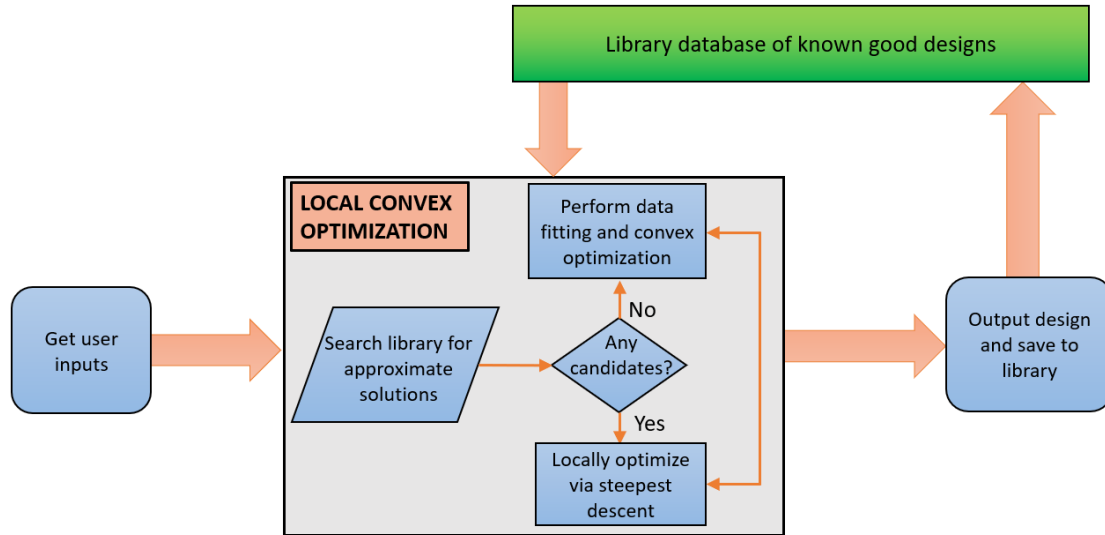 Library database of known good designs
LOCAL CONVEX
OPTIMIZATION
Perform data
fitting and convex
optimization
No
Get user
inputs
Search library for
approximate
solutions
Any
candidates?
Yes
Locally optimize
via steepest
descent
Output design
and save to
library